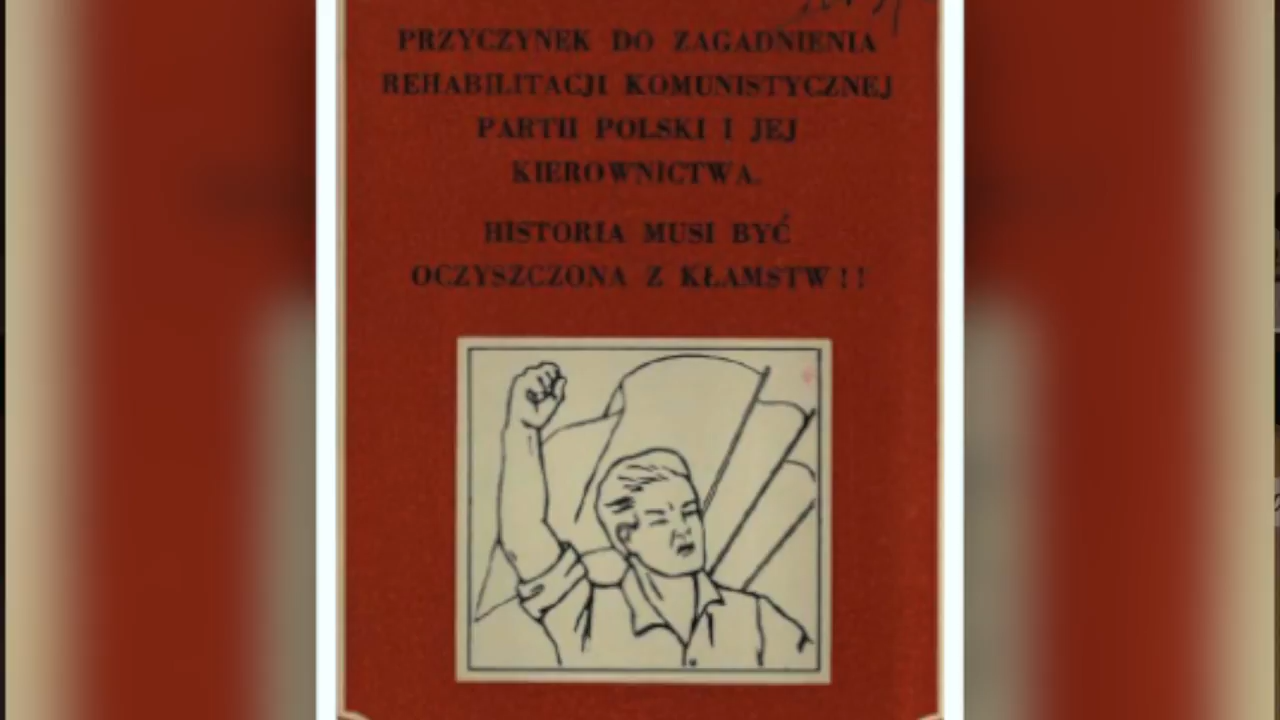 PRZYCZYNEK DO ZAGADNIENIA
REHABILITACJI KOMUNISTYCZNEJ
PARTII POLSKI I JEJ
KIEROWNICTWA.
HISTORIA MUSI BYĆ
OCZYSZCZONA Z KŁAMSTW!!